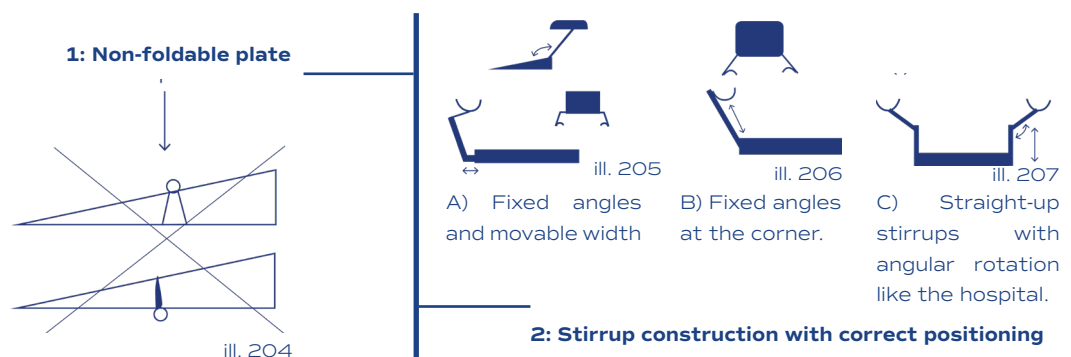 1: Non-foldable plate
ill. 204
ill. 205
A) Fixed angles
and movable width
ill. 206
B) Fixed angles
at the corner.
ill. 207
C) Straight-up
stirrups with
angular rotation
like the hospital.
2: Stirrup construction with correct positioning